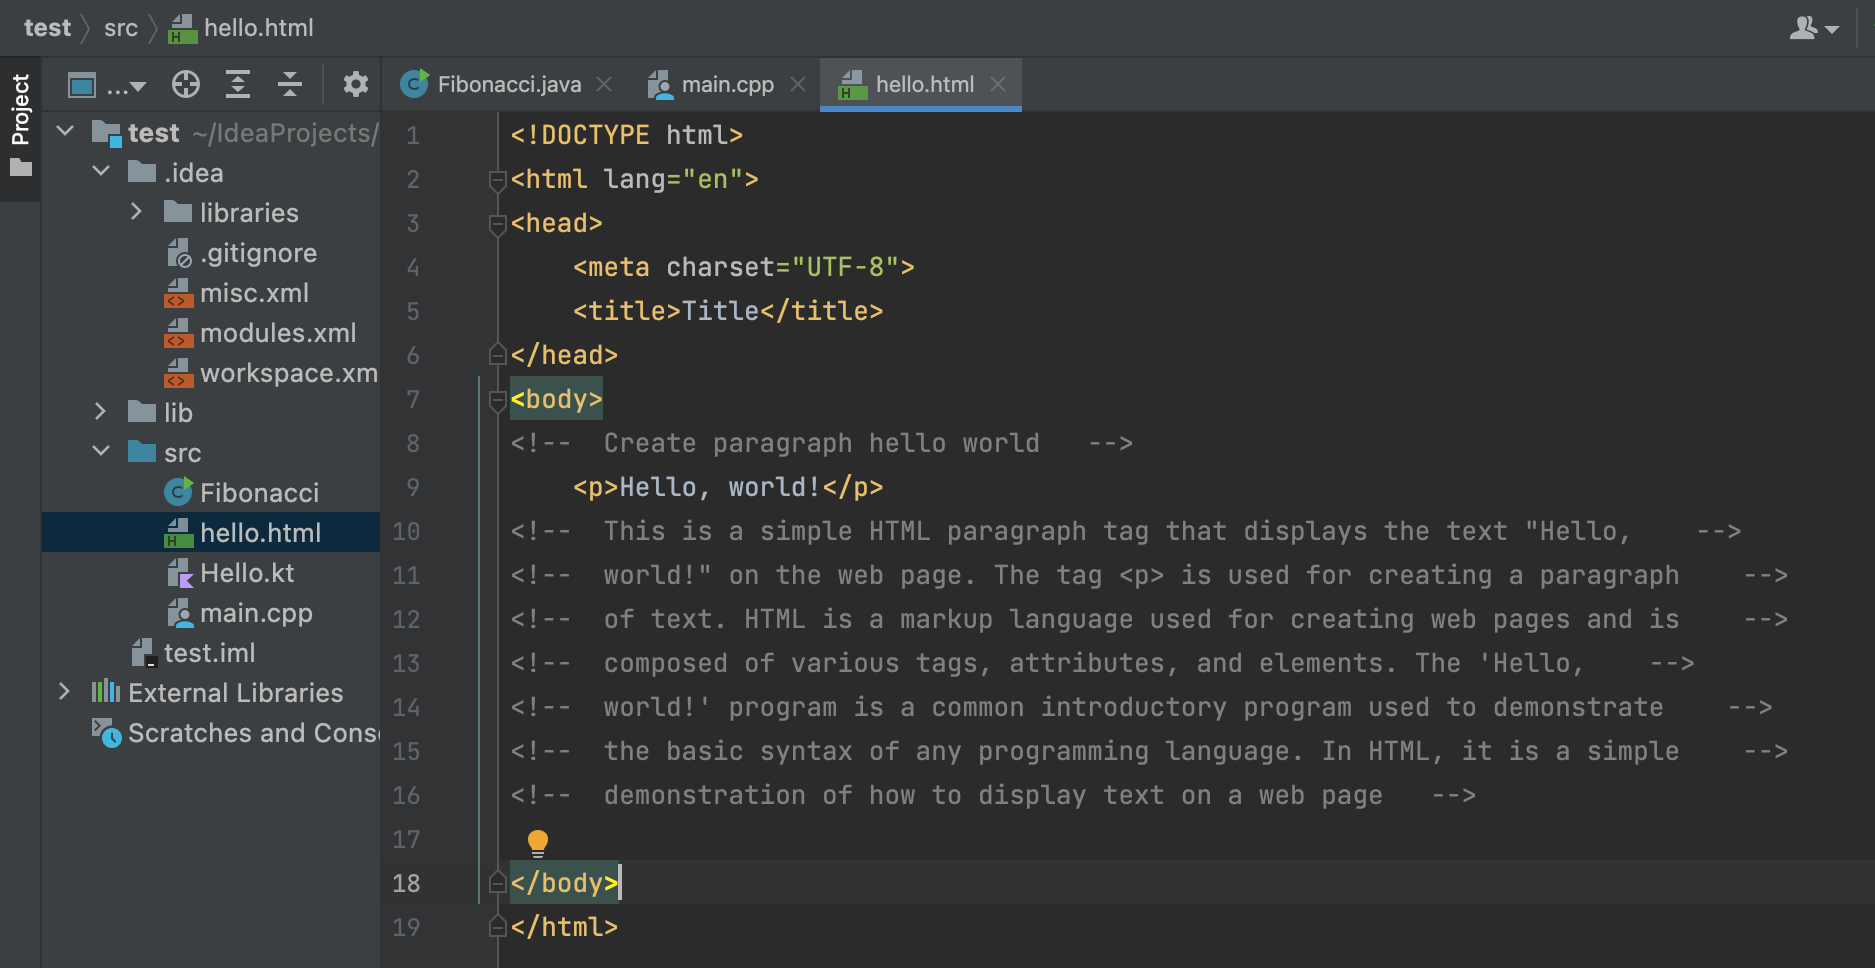 test src hello.html
Project
...
Fibonacci.java main.cpp hello.html
test ~/IdeaProjects/
.idea
libraries
.gitignore
misc.xml
modules.xml
workspace.xm
lib
src
Fibonacci
hello.html
Hello.kt
main.cpp
test.iml
External Libraries
Scratches and Cons
1 <!DOCTYPE html>
2 <html lang="en">
3 <head>
4 <meta charset="UTF-8">
5 <title>Title</title>
6 </head>
7 <body>
8 <!-- Create paragraph hello world -->
9 <p>Hello, world!</p>
10 <!-- This is a simple HTML paragraph tag that displays the text "Hello, -->
11 <!-- world!" on the web page. The tag <p> is used for creating a paragraph -->
12 <!-- of text. HTML is a markup language used for creating web pages and is -->
13 <!-- composed of various tags, attributes, and elements. The 'Hello, -->
14 <!-- world!' program is a common introductory program used to demonstrate -->
15 <!-- the basic syntax of any programming language. In HTML, it is a simple -->
16 <!-- demonstration of how to display text on a web page -->
17
18 </body>
19 </html>